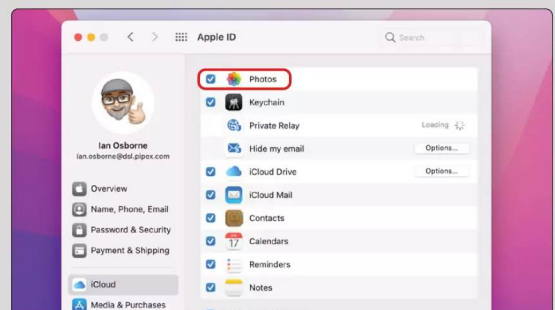 Apple ID
Search
Ian Osborne
ian.osborne@dsl.pipex.com
Overview
Name, Phone, Email
Password & Security
Payment & Shipping
iCloud
Media & Purchases
Photos
Keychain
Private Relay
Loading
Hide my email
Options...
iCloud Drive
Options...
iCloud Mail
Contacts
17
Calendars
Reminders
Notes